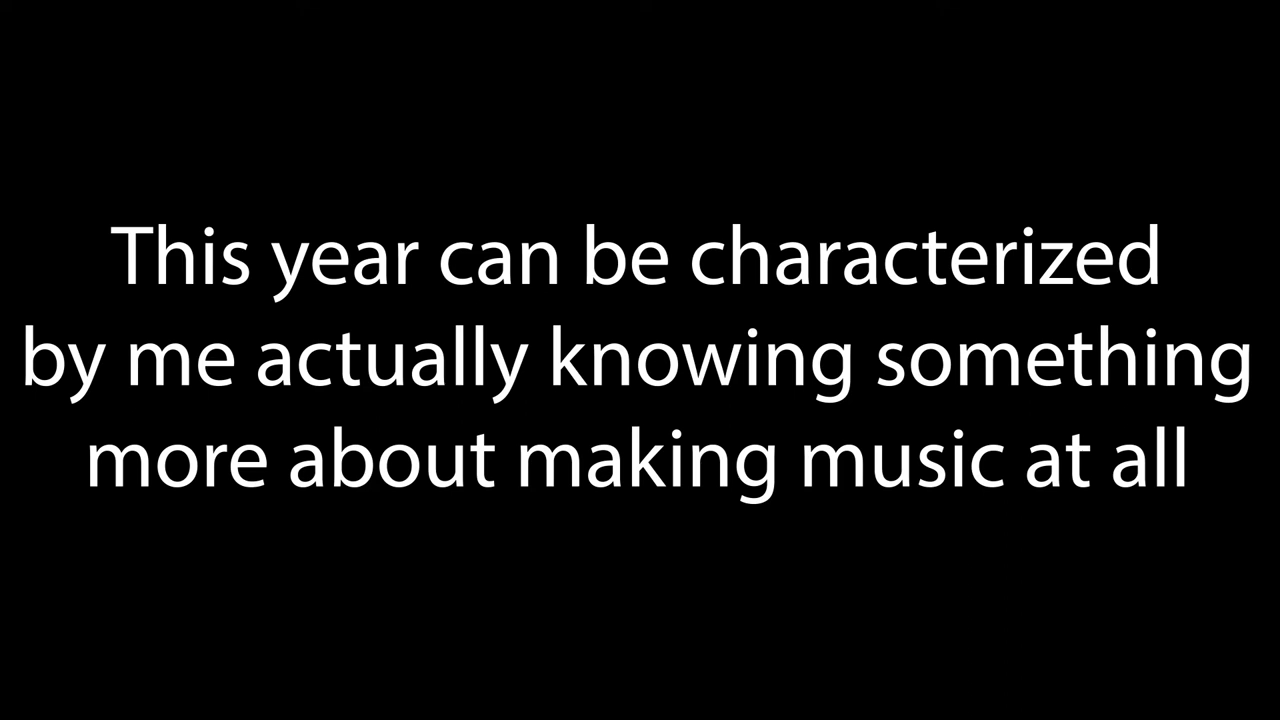 This year can be characterized
by me actually knowing something
more about making music at all